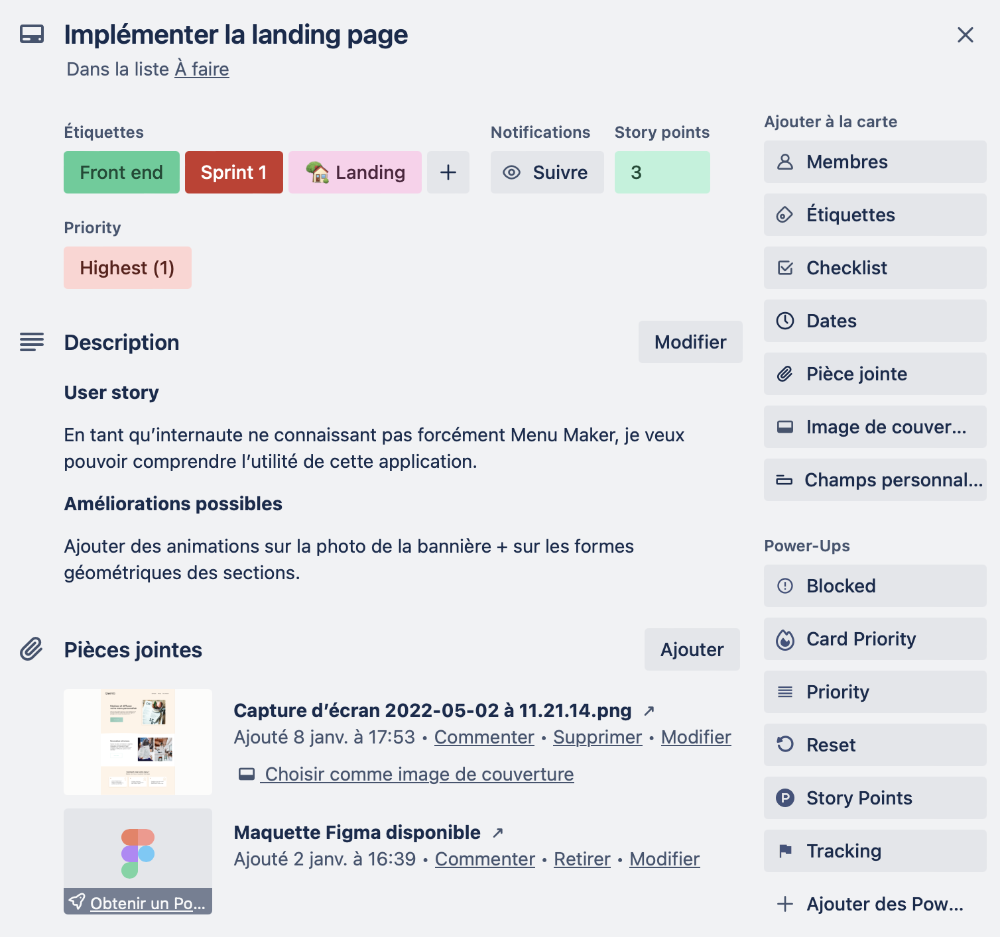 Implémenter la landing page
Dans la liste À faire
Étiquettes
Front end
Sprint 1
🏡 Landing
+
Notifications
Suivre
Story points
3
Priority
Highest (1)
Description
Modifier
User story
En tant qu’internaute ne connaissant pas forcément Menu Maker, je veux
pouvoir comprendre l’utilité de cette application.
Améliorations possibles
Ajouter des animations sur la photo de la bannière + sur les formes
géométriques des sections.
Pièces jointes
Ajouter
Capture d’écran 2022-05-02 à 11.21.14.png ↗
Ajouté 8 janv. à 17:53 • Commenter • Supprimer • Modifier
Choisir comme image de couverture
Maquette Figma disponible ↗
Ajouté 2 janv. à 16:39 • Commenter • Retirer • Modifier
Obtenir un Po...
Ajouter à la carte
Membres
Étiquettes
Checklist
Dates
Pièce jointe
Image de couver...
Champs personnal...
Power-Ups
Blocked
Card Priority
Priority
Reset
Story Points
Tracking
+ Ajouter des Pow...